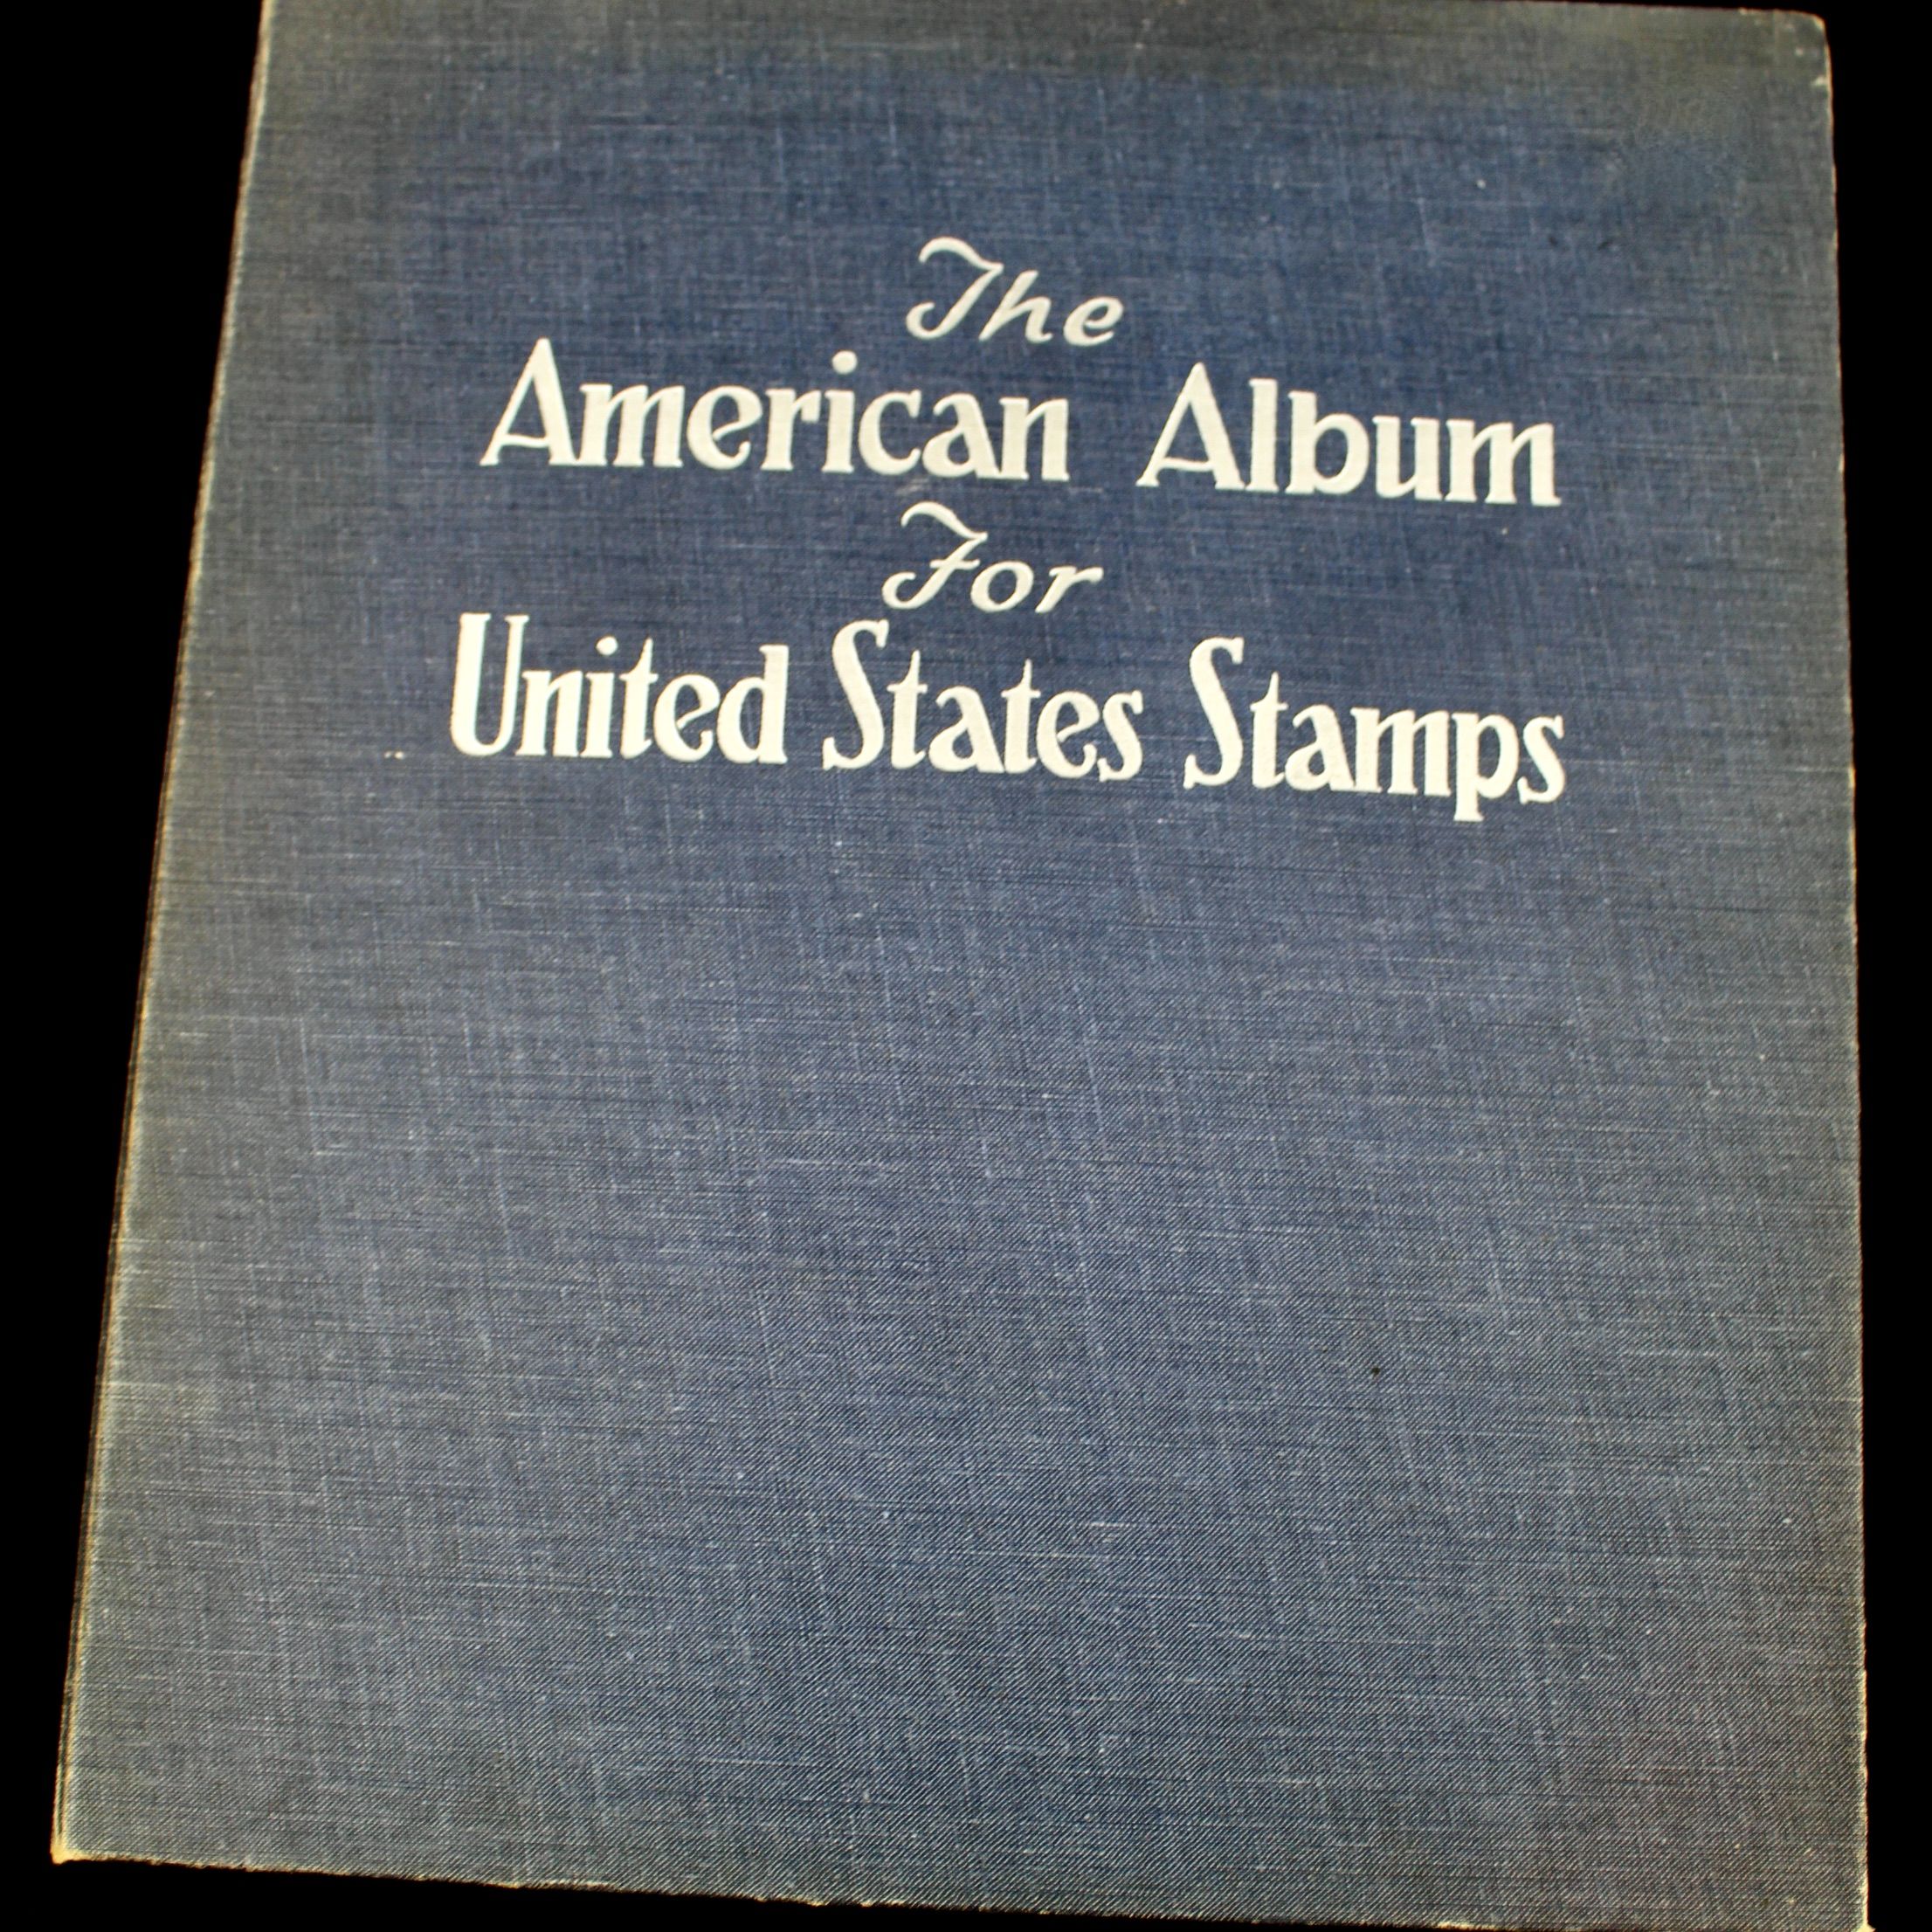 The
American Album
For
United States Stamps